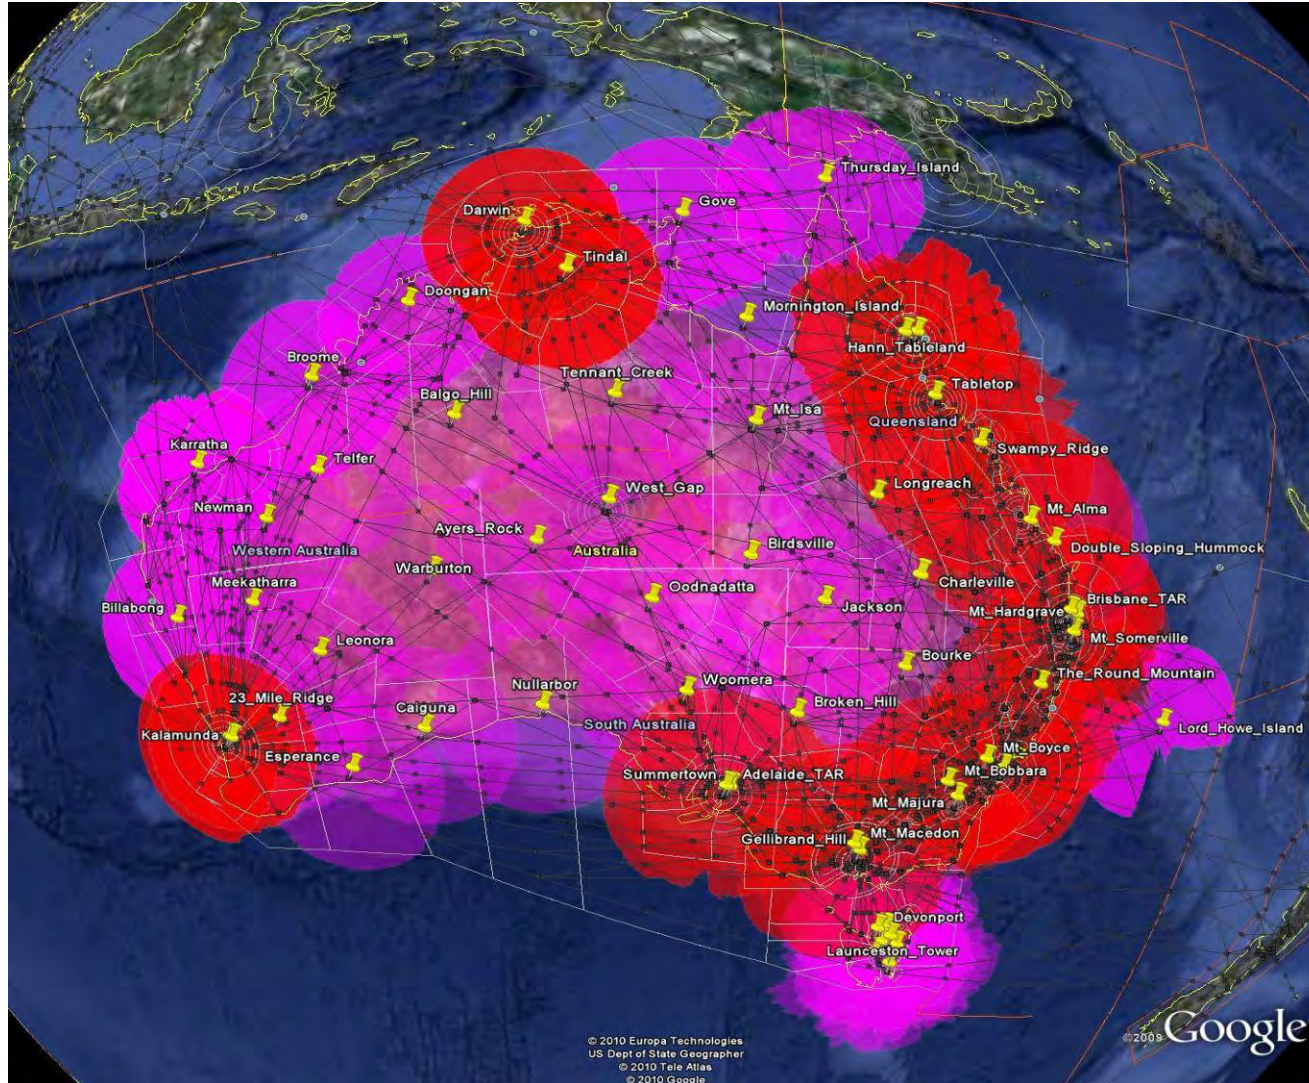 Thursday_Island
Gove
Darwin
Tindal
Doongan
Mornington_Island
Hann_Tableland
Broome
Tennant_Creek
Balgo_Hill
Tabletop
Mt_Isa
Queensland
Karratha
Swampy_Ridge
Telfer
Longreach
West_Gap
Newman
Mt_Alma
Ayers_Rock
Western Australia
Australia
Birdsville
Double_Sloping_Hummock
Warburton
Meekatharra
Oodnadatta
Charleville
Billabong
Jackson
Mt_Hardgrave
Brisbane_TAR
Leonora
Mt_Somerville
Bourke
The_Round_Mountain
Woomera
23_Mile_Ridge
Nullarbor
Caiguna
Broken_Hill
South Australia
Lord_Howe_Island
Kalamunda
Esperance
Mt_Boyce
Summertown
Adelaide_TAR
Mt_Bobbara
Mt_Majura
Mt_Macedon
Gellibrand_Hill
Devonport
Launceston_Tower
© 2010 Europa Technologies
US Dept of State Geographer
© 2010 Tele Atlas
© 2010 Google
©2009 Google